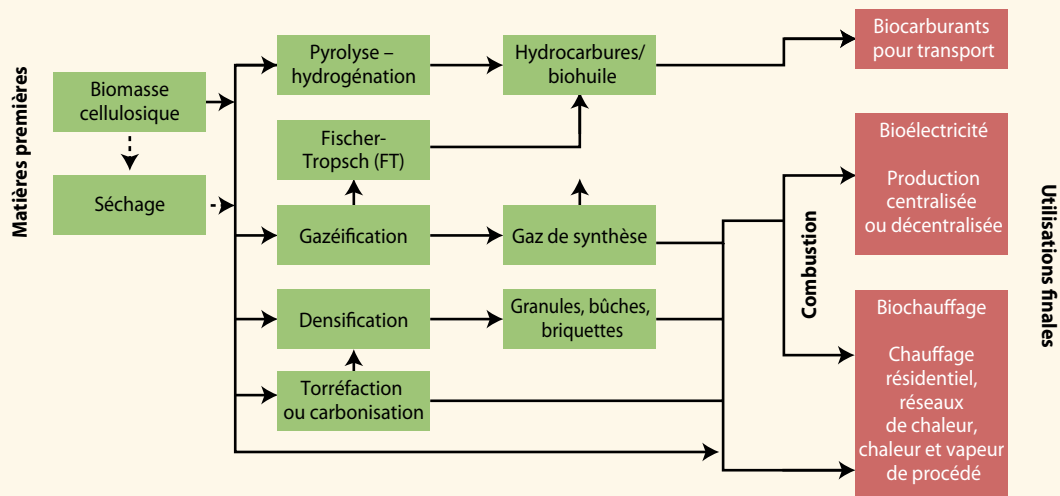 Matières premières
Biomasse
cellulosique
Séchage
Pyrolyse –
hydrogénation
Fischer-
Tropsch (FT)
Gazéification
Densification
Torréfaction
ou carbonisation
Hydrocarbures/
biohuile
Gaz de synthèse
Granules, bûches,
briquettes
Combustion
Biocarburants
pour transport
Bioélectricité
Production
centralisée
ou décentralisée
Biochauffage
Chauffage
résidentiel,
réseaux
de chaleur,
chaleur et vapeur
de procédé
Utilisations finales